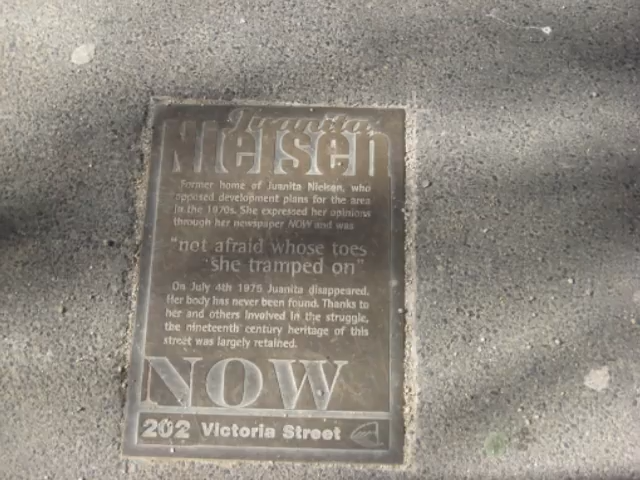 Juanita
Nielsen
Former home of Juanita Nielsen, who
opposed development plans for the area
in the 1970s. She expressed her opinions
through her newspaper NOW and was
"not afraid whose toes
she tramped on"
On July 4th 1975 Juanita disappeared.
Her body has never been found. Thanks to
her and others involved in the struggle,
the nineteenth century heritage of this
street was largely retained.
NOW
202 Victoria Street